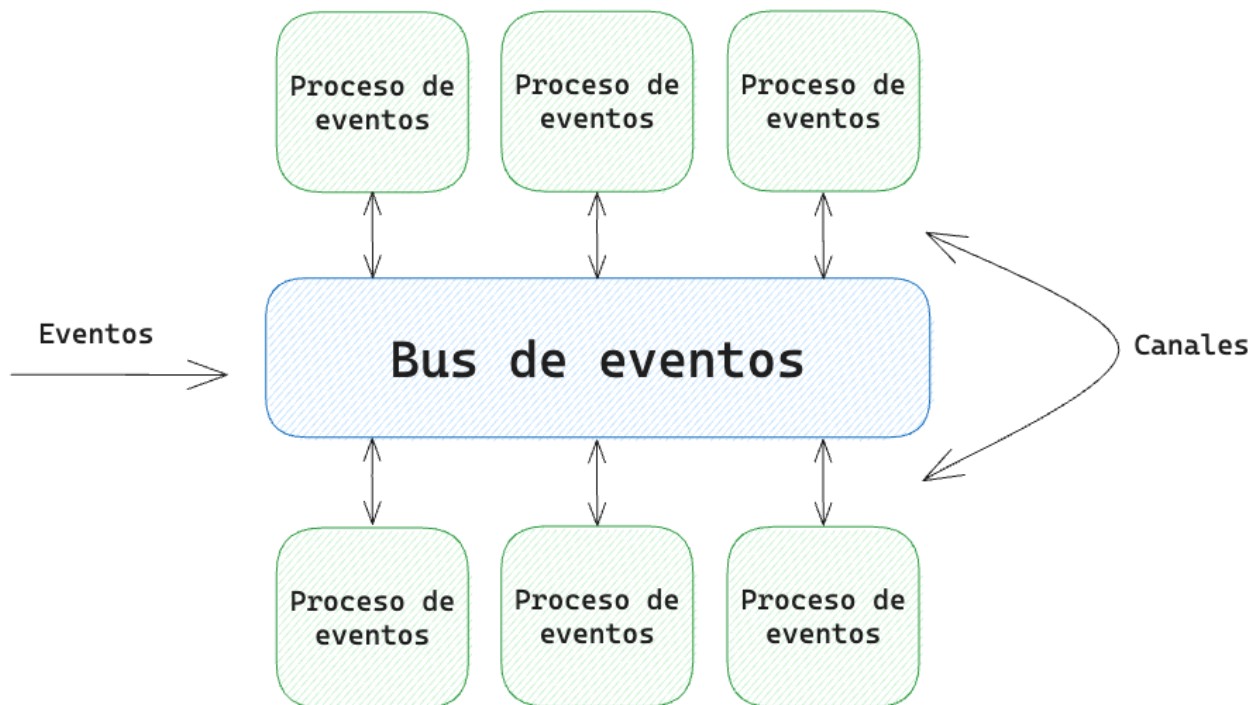 Proceso de
eventos
Proceso de
eventos
Proceso de
eventos
Eventos
Bus de eventos
Canales
Proceso de
eventos
Proceso de
eventos
Proceso de
eventos